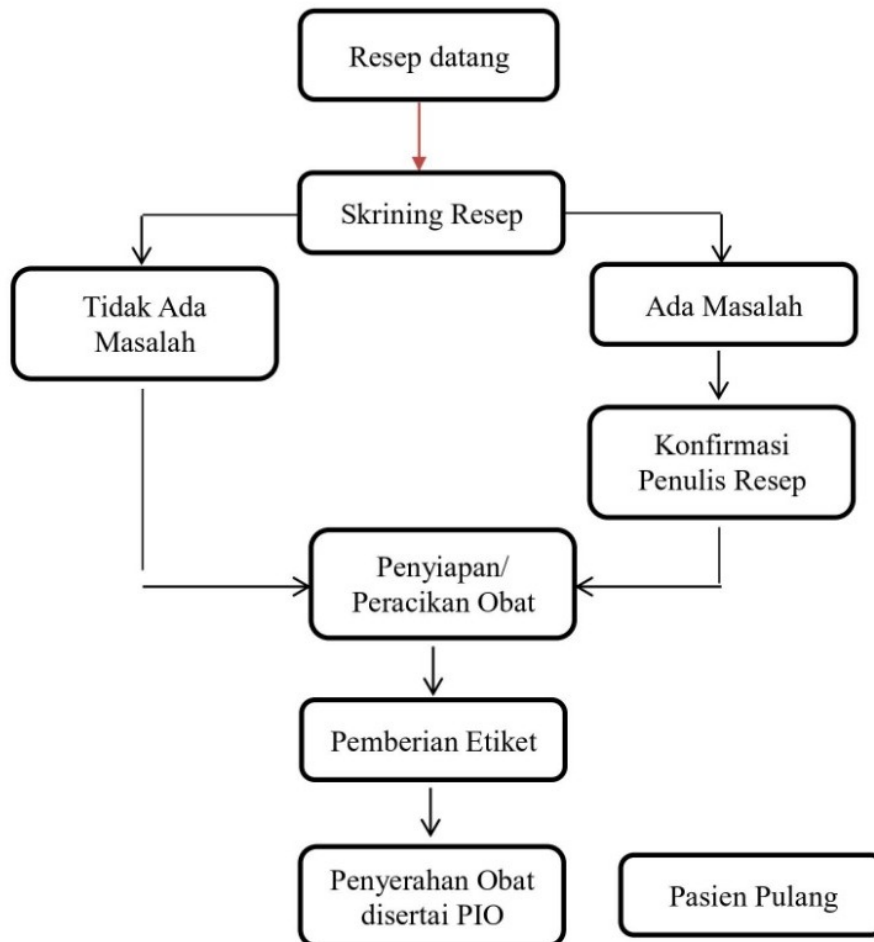 Resep datang
Skrining Resep
Tidak Ada
Masalah
Ada Masalah
Konfirmasi
Penulis Resep
Penyiapan/
Peracikan Obat
Pemberian Etiket
Penyerahan Obat
disertai PIO
Pasien Pulang